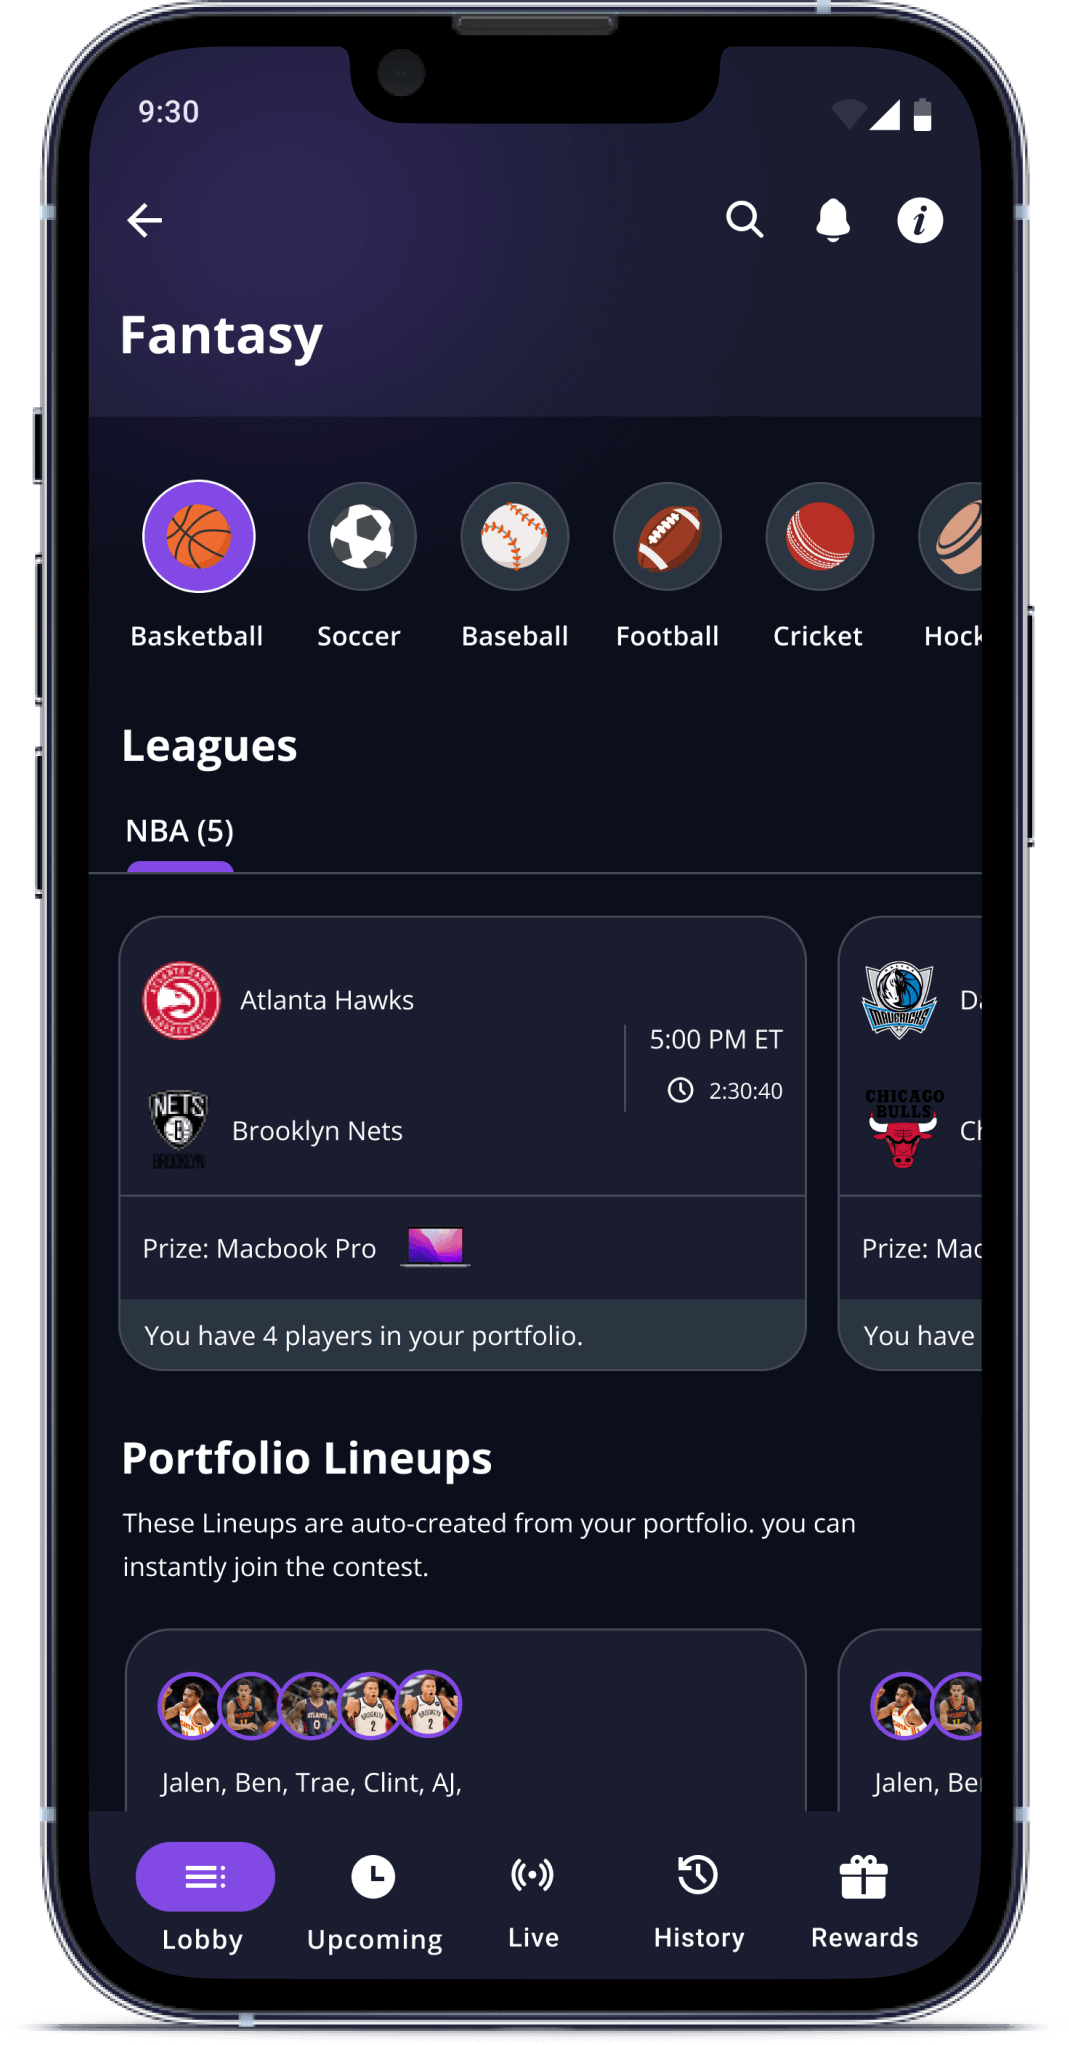 9:30
Fantasy
Basketball
Soccer
Baseball
Football
Cricket
Hock
Leagues
NBA (5)
Atlanta Hawks
5:00 PM ET
2:30:40
NETS
B
BROOKLYN
Brooklyn Nets
MAVERICKS
Da
CHICAGO
BULLS
Ch
Prize: Macbook Pro
Prize: Mac
You have 4 players in your portfolio.
You have
Portfolio Lineups
These Lineups are auto-created from your portfolio. you can
instantly join the contest.
Jalen, Ben, Trae, Clint, AJ,
Jalen, Be
Lobby
Upcoming
Live
History
Rewards